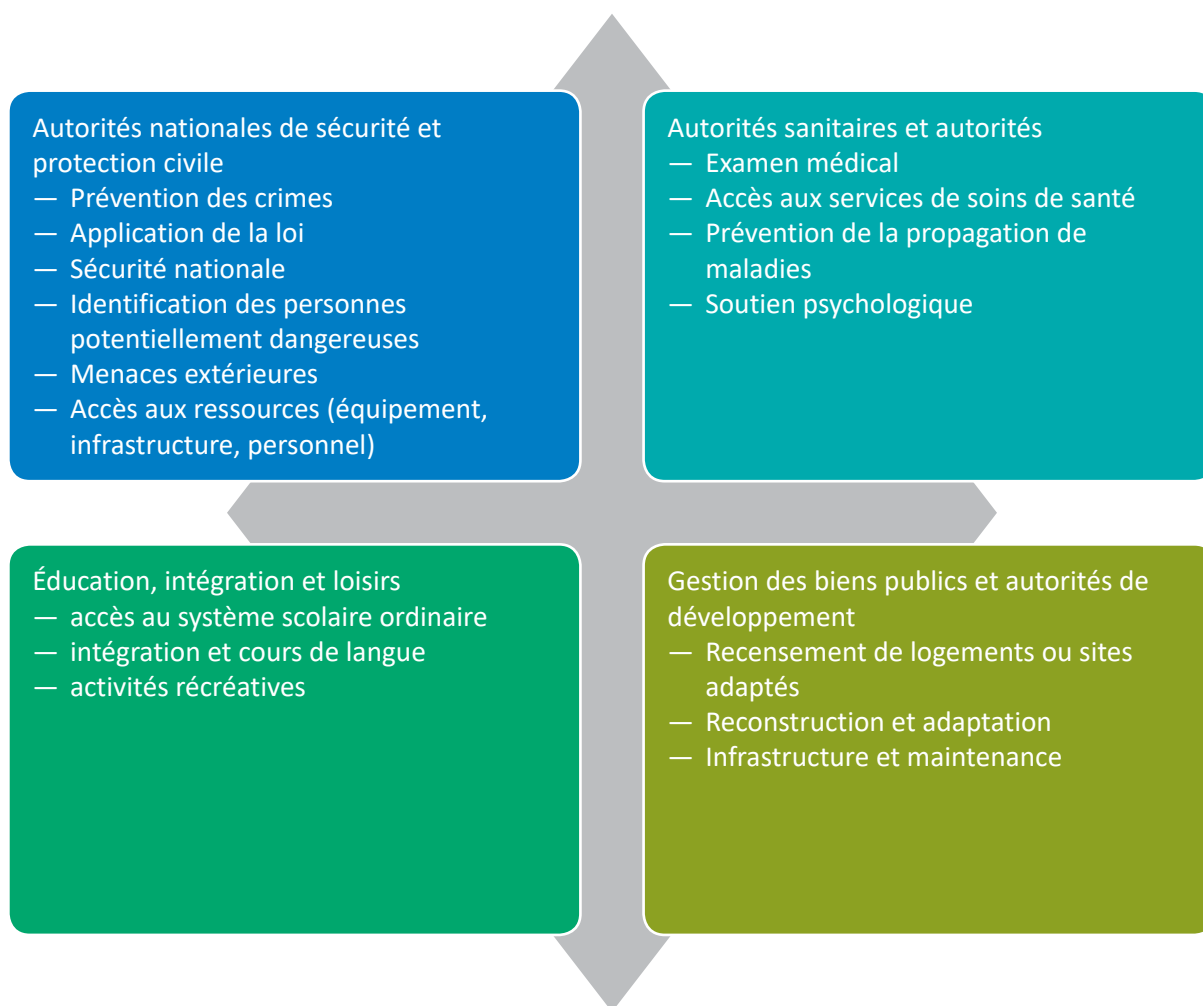 Autorités nationales de sécurité et
protection civile
— Prévention des crimes
— Application de la loi
— Sécurité nationale
— Identification des personnes
potentiellement dangereuses
— Menaces extérieures
— Accès aux ressources (équipement,
infrastructure, personnel)
Autorités sanitaires et autorités
— Examen médical
— Accès aux services de soins de santé
— Prévention de la propagation de
maladies
— Soutien psychologique
Éducation, intégration et loisirs
— accès au système scolaire ordinaire
— intégration et cours de langue
— activités récréatives
Gestion des biens publics et autorités de
développement
— Recensement de logements ou sites
adaptés
— Reconstruction et adaptation
— Infrastructure et maintenance